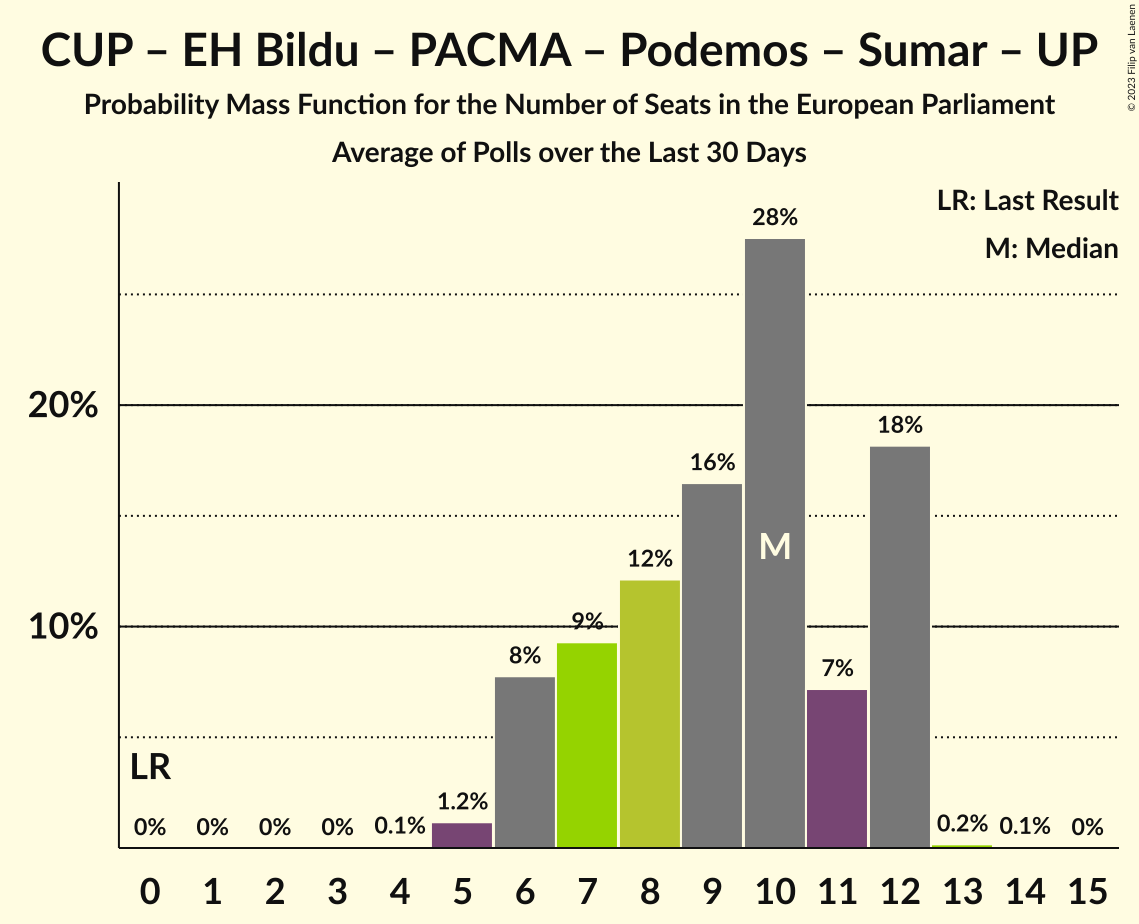 CUP – EH Bildu – PACMA – Podemos – Sumar – UP
Probability Mass Function for the Number of Seats in the European Parliament
Average of Polls over the Last 30 Days
© 2023 Filip van Laenen
LR: Last Result
M: Median
28%
20%
18%
16%
M
12%
10%
9%
8%
7%
LR
1.2%
0% 0% 0% 0% 0.1% 0.2% 0.1% 0%
0 1 2 3 4 5 6 7 8 9 10 11 12 13 14 15